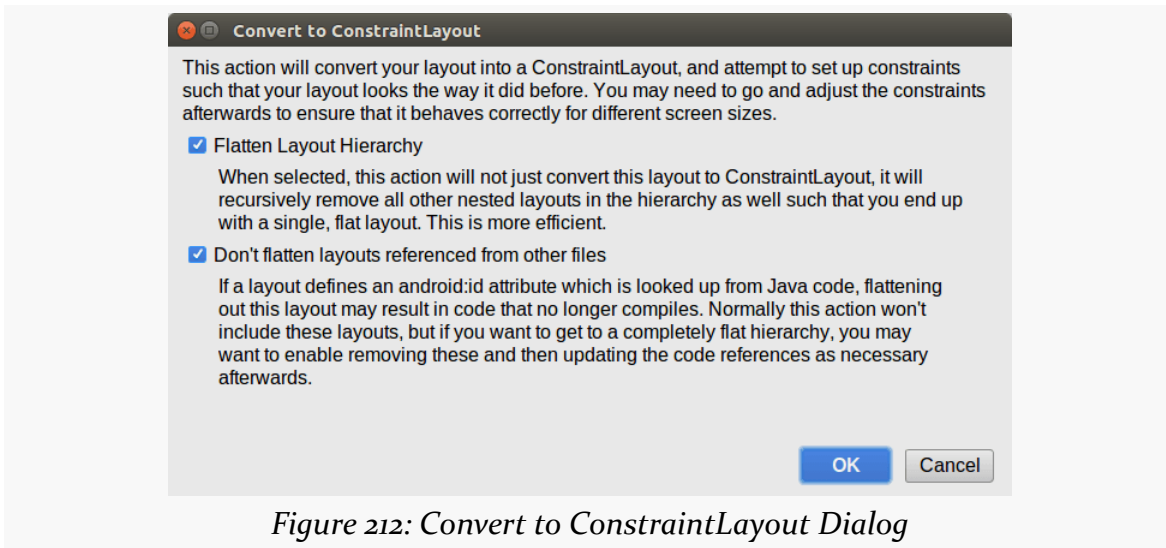 Convert to ConstraintLayout
This action will convert your layout into a ConstraintLayout, and attempt to set up constraints
such that your layout looks the way it did before. You may need to go and adjust the constraints
afterwards to ensure that it behaves correctly for different screen sizes.
Flatten Layout Hierarchy
When selected, this action will not just convert this layout to ConstraintLayout, it will
recursively remove all other nested layouts in the hierarchy as well such that you end up
with a single, flat layout. This is more efficient.
Don't flatten layouts referenced from other files
If a layout defines an android:id attribute which is looked up from Java code, flattening
out this layout may result in code that no longer compiles. Normally this action won't
include these layouts, but if you want to get to a completely flat hierarchy, you may
want to enable removing these and then updating the code references as necessary
afterwards.
OK Cancel
Figure 212: Convert to ConstraintLayout Dialog